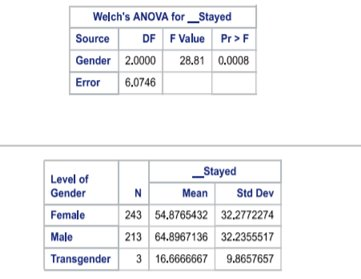 Welch's ANOVA for __Stayed
Source DF F Value Pr > F
Gender 2.0000 28.81 0.0008
Error 6.0746
Level of Gender N __Stayed
Mean Std Dev
Female 243 54.8765432 32.2772274
Male 213 64.8967136 32.2355517
Transgender 3 16.6666667 9.8657657